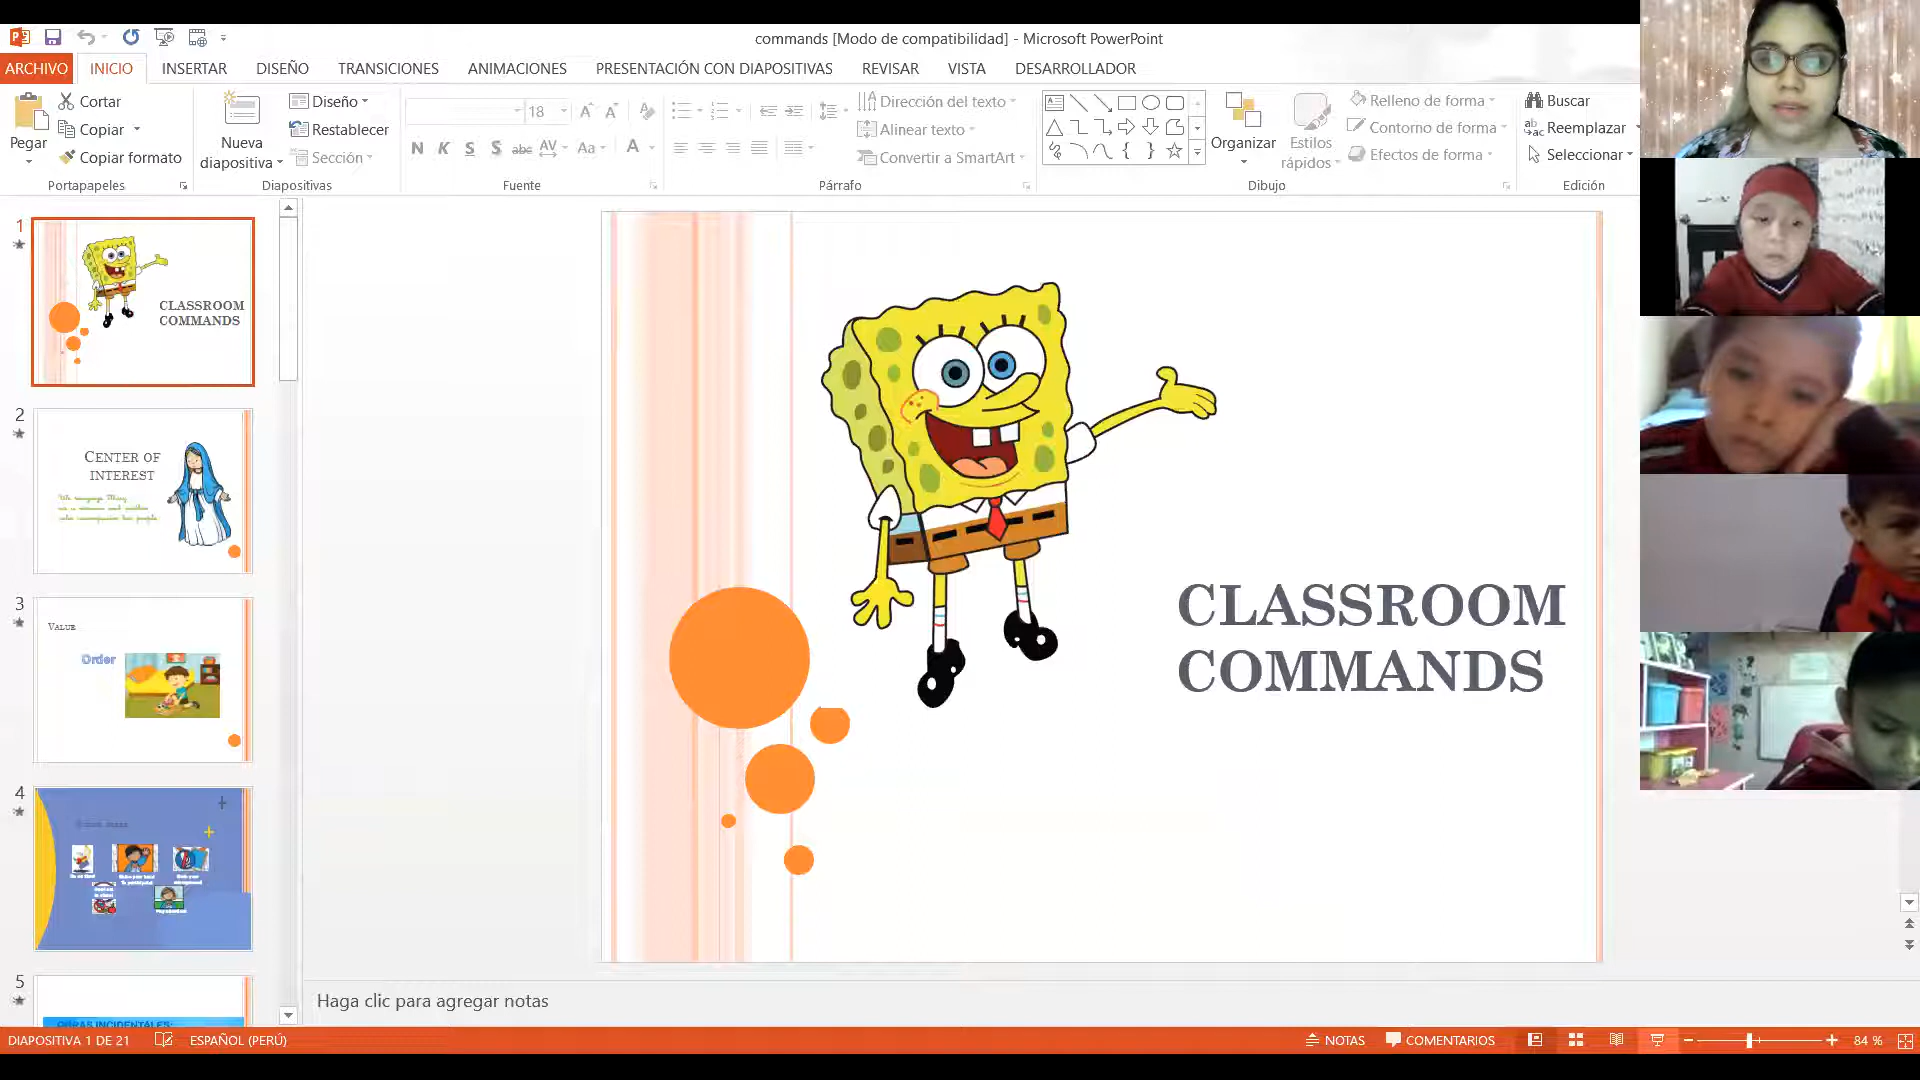 commands [Modo de compatibilidad] - Microsoft PowerPoint
ARCHIVO INICIO INSERTAR DISEÑO TRANSICIONES ANIMACIONES PRESENTACIÓN CON DIAPOSITIVAS REVISAR VISTA DESARROLLADOR
Pegar
Cortar
Copiar
Copiar formato
Portapapeles
Nueva
diapositiva
Diseño
Restablecer
Sección
Diapositivas
18
N K S S abc AV Aa A
Fuente
Dirección del texto
Alinear texto
Convertir a SmartArt
Párrafo
Organizar
Estilos
rápidos
Relleno de forma
Contorno de forma
Efectos de forma
Dibujo
Buscar
Reemplazar
Seleccionar
Edición
1
CLASSROOM
COMMANDS
2
CENTER OF
INTEREST
3
VALUE
Order
4
5
CLASSROOM
COMMANDS
Haga clic para agregar notas
DIAPOSITIVA 1 DE 21 ESPAÑOL (PERÚ) NOTAS COMENTARIOS 84 %